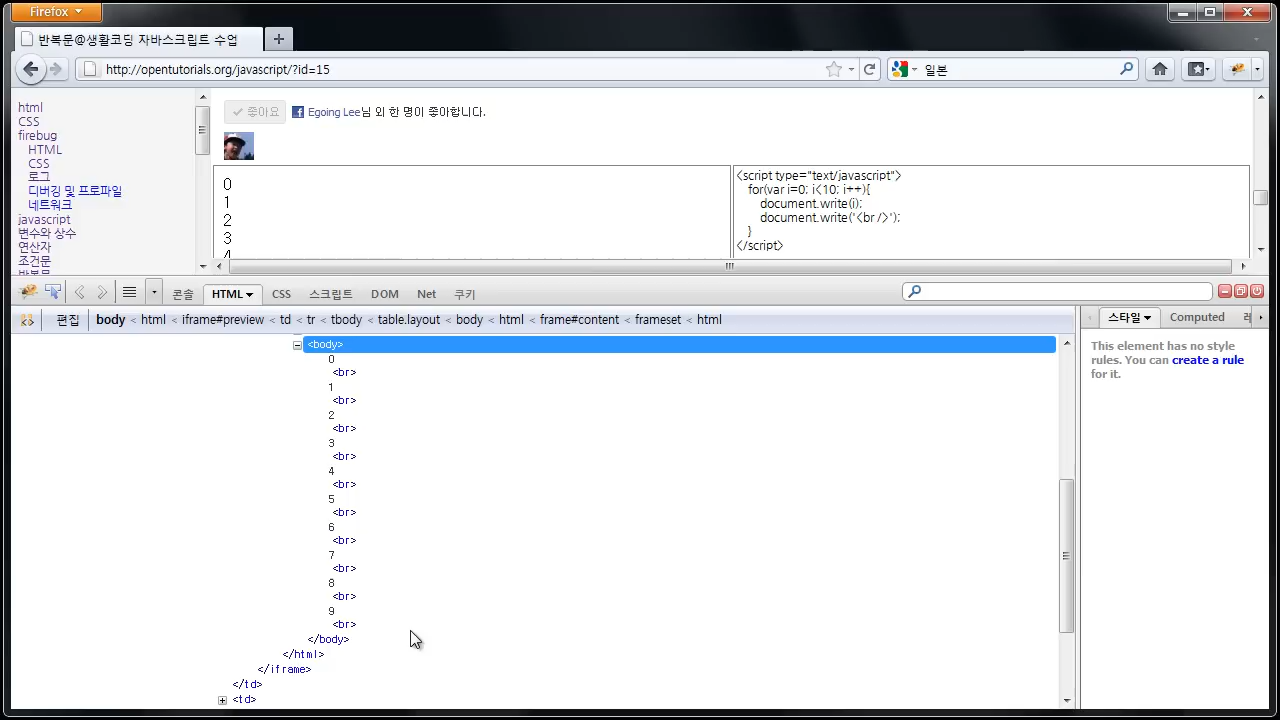 Firefox
반복문@생활코딩 자바스크립트 수업
http://opentutorials.org/javascript/?id=15
일본
html
CSS
firebug
HTML
CSS
로그
디버깅 및 프로파일
네트워크
javascript
변수와 상수
연산자
조건문
반복문
좋아요
Egoing Lee님 외 한 명이 좋아합니다.
0
1
2
3
4
<script type="text/javascript">
for(var i=0; i<10; i++){
document.write(i);
document.write('<br />');
}
</script>
콘솔 HTML CSS 스크립트 DOM Net 쿠키
편집 body < html < iframe#preview < td < tr < tbody < table.layout < body < html < frame#content < frameset < html
<body>
0
<br>
1
<br>
2
<br>
3
<br>
4
<br>
5
<br>
6
<br>
7
<br>
8
<br>
9
<br>
</body>
</html>
</iframe>
</td>
<td>
스타일 Computed 레
This element has no style
rules. You can create a rule
for it.